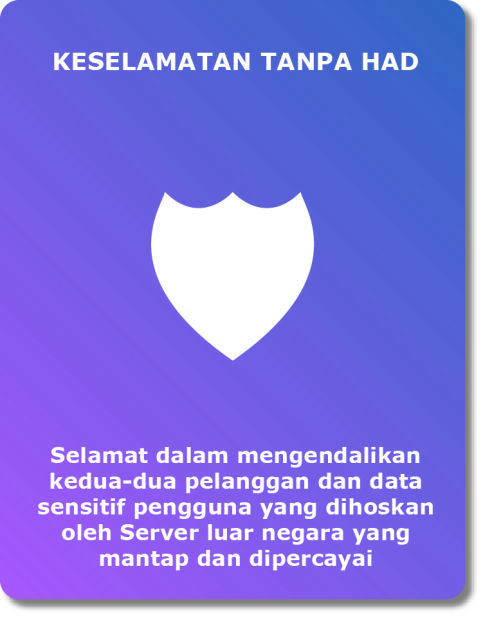 KESELAMATAN TANPA HAD
Selamat dalam mengendalikan
kedua-dua pelanggan dan data
sensitif pengguna yang dihoskan
oleh Server luar negara yang
mantap dan dipercayai